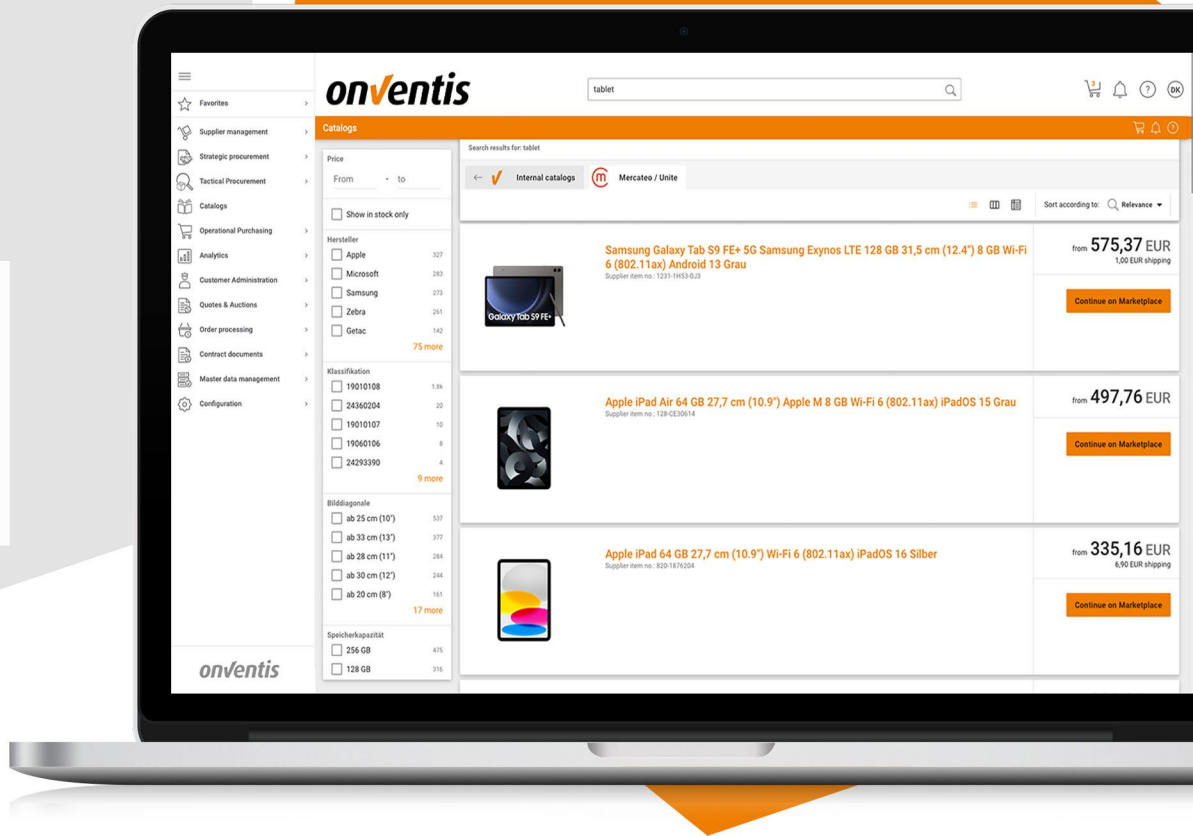 onventis
tablet
3
?
DK
Favorites
Supplier management
Strategic procurement
Tactical Procurement
Catalogs
Operational Purchasing
Analytics
Customer Administration
Quotes & Auctions
Order processing
Contract documents
Master data management
Configuration
onventis
Catalogs
?
Price
From - to
Show in stock only
Hersteller
Apple 327
Microsoft 283
Samsung 273
Zebra 261
Getac 142
75 more
Klassifikation
19010108 1.8k
24360204 20
19010107 10
19060106 8
24293390 4
9 more
Bilddiagonale
ab 25 cm (10") 537
ab 33 cm (13") 377
ab 28 cm (11") 284
ab 30 cm (12") 244
ab 20 cm (8") 161
17 more
Speicherkapazität
256 GB 475
128 GB 316
Search results for: tablet
Internal catalogs
m Mercateo / Unite
Sort according to: Relevance
Samsung Galaxy Tab S9 FE+ 5G Samsung Exynos LTE 128 GB 31,5 cm (12.4") 8 GB Wi-Fi
6 (802.11ax) Android 13 Grau
Supplier item no.: 1231-1H53-0J3
Galaxy Tab S9 FE+
from 575,37 EUR
1,00 EUR shipping
Continue on Marketplace
Apple iPad Air 64 GB 27,7 cm (10.9") Apple M 8 GB Wi-Fi 6 (802.11ax) iPadOS 15 Grau
Supplier item no.: 128-CE30614
from 497,76 EUR
Continue on Marketplace
Apple iPad 64 GB 27,7 cm (10.9") Wi-Fi 6 (802.11ax) iPadOS 16 Silber
Supplier item no.: 820-1876204
from 335,16 EUR
6,90 EUR shipping
Continue on Marketplace